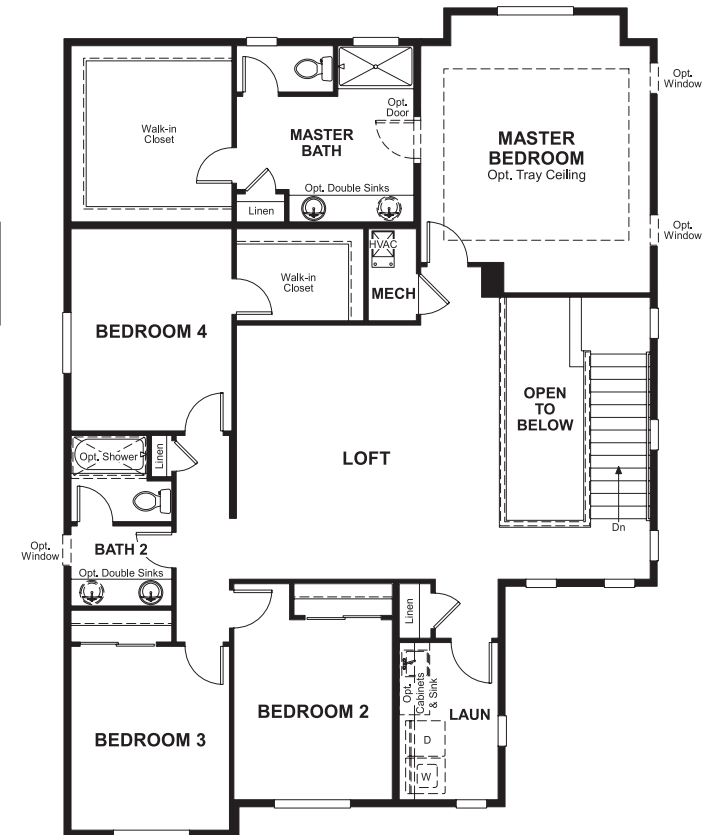 Opt.
Window
Walk-in
Closet
MASTER
BATH
Opt.
Door
MASTER
BEDROOM
Opt. Tray Ceiling
Opt. Double Sinks
Linen
Opt.
Window
HVAC
Walk-in
Closet
MECH
BEDROOM 4
OPEN
TO
BELOW
LOFT
Opt. Shower
Linen
Dn
Opt.
Window
BATH 2
Opt. Double Sinks
Linen
Opt.
Cabinets
& Sink
LAUN
BEDROOM 2
BEDROOM 3
D
W